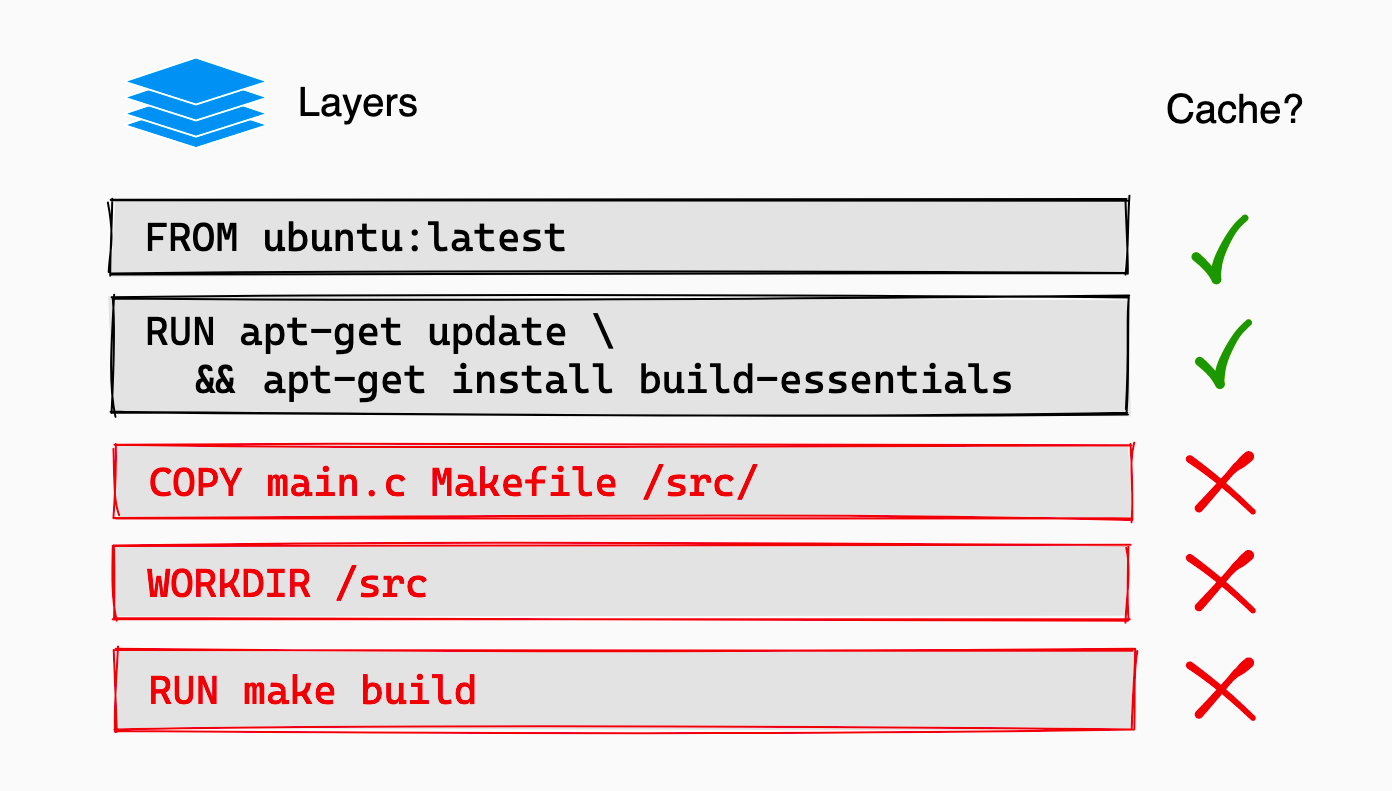 Layers
Cache?
FROM ubuntu:latest
RUN apt-get update \
&& apt-get install build-essentials
COPY main.c Makefile /src/
WORKDIR /src
RUN make build